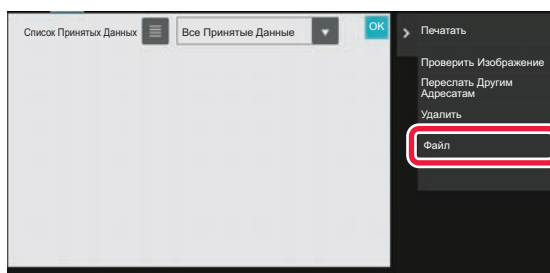 Список Принятых Данных
Все Принятые Данные
OK
Печатать
Проверить Изображение
Переслать Другим
Адресатам
Удалить
Файл